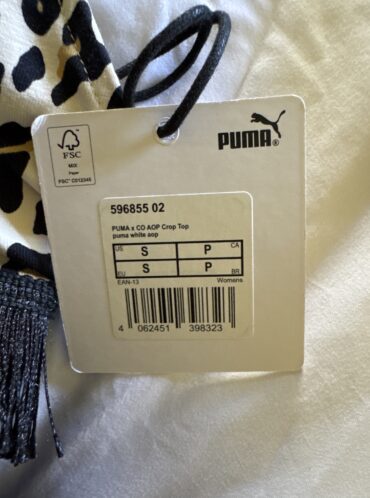 PUMA®
FSC
MIX
Paper
FSC® C012345
596855 02
PUMA x CO AOP Crop Top
puma white aop
US S P CA
EU S P BR
EAN-13 Womens
4 062451 398323